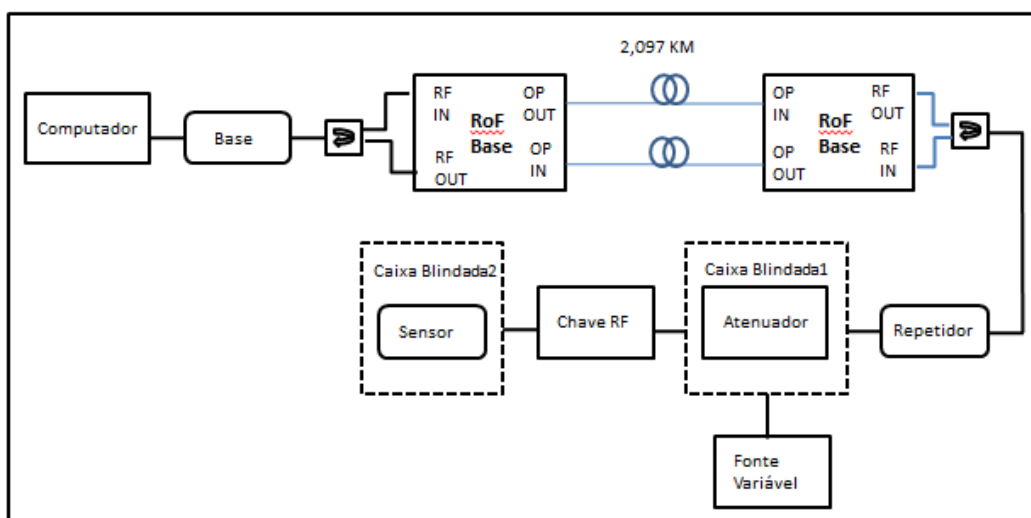 2,097 KM
Computador
Base
RF
IN
OP
OUT
RoF
Base
RF
OUT
OP
IN
OP
IN
RF
OUT
RoF
Base
OP
OUT
RF
IN
Caixa Blindada2
Sensor
Chave RF
Caixa Blindada1
Atenuador
Repetidor
Fonte
Variável